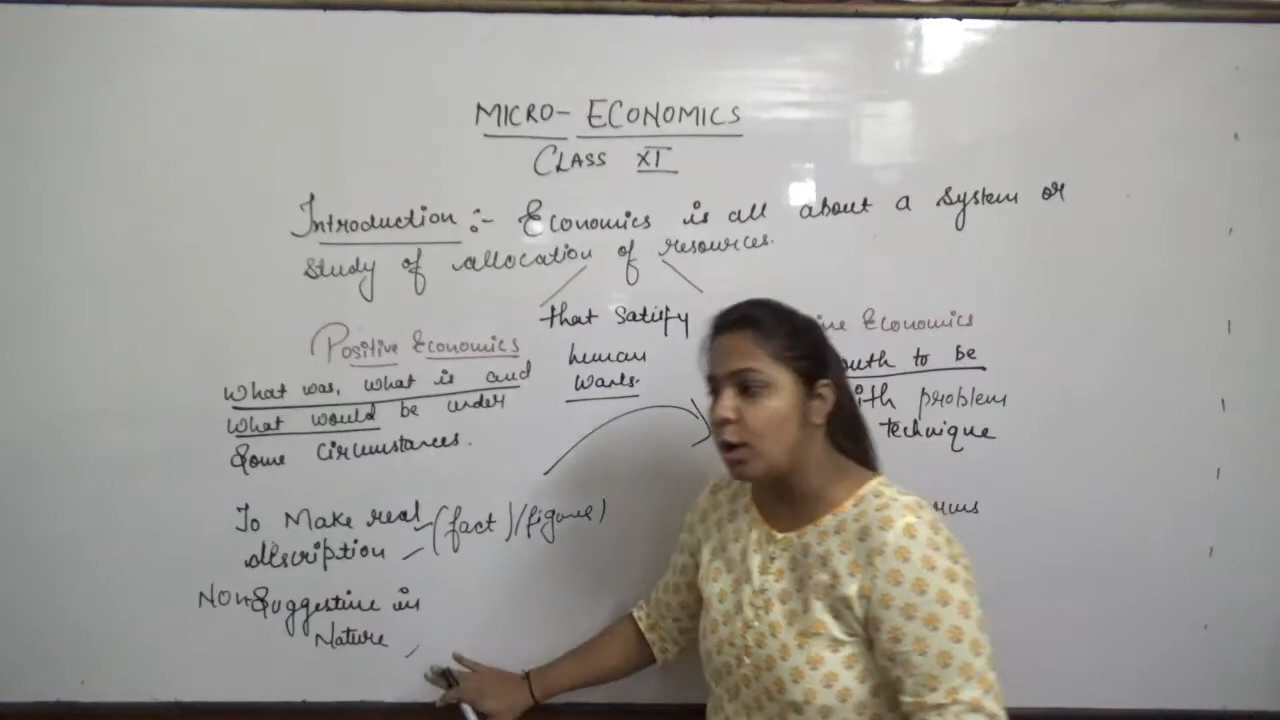 MICRO- ECONOMICS
CLASS XI
Introduction :- Economics is all about a System or
Study of allocation of resources.
that Satisfy
human
wants.
Positive Economics
What was, what is and
what would be under
Some Circumstances.
To Make real
description
(fact)/figures)
Non Suggestive in
Nature
Economics
to be
problem
technique